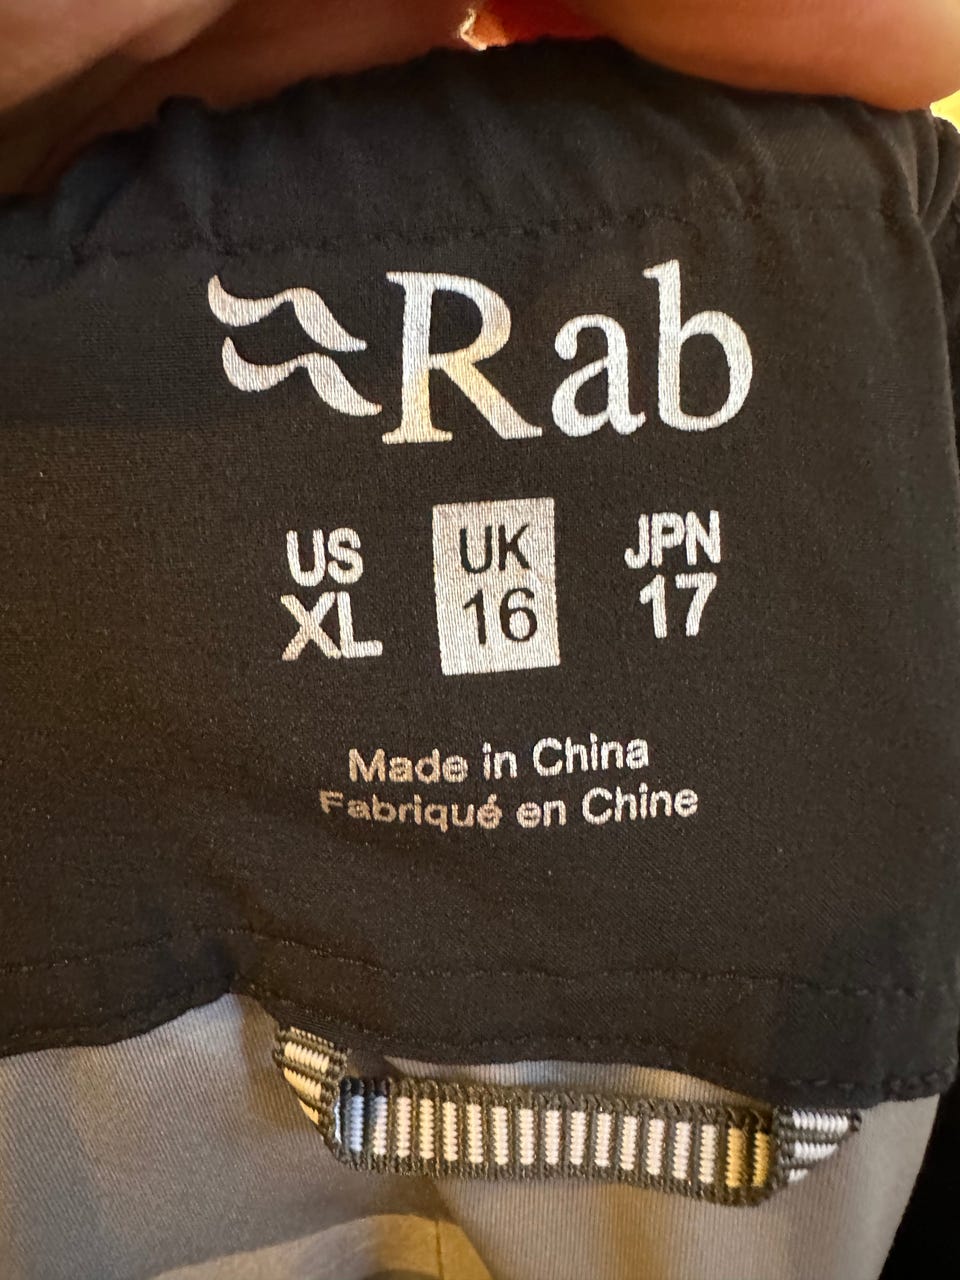 Rab
US UK JPN
XL 16 17
Made in China
Fabriqué en Chine